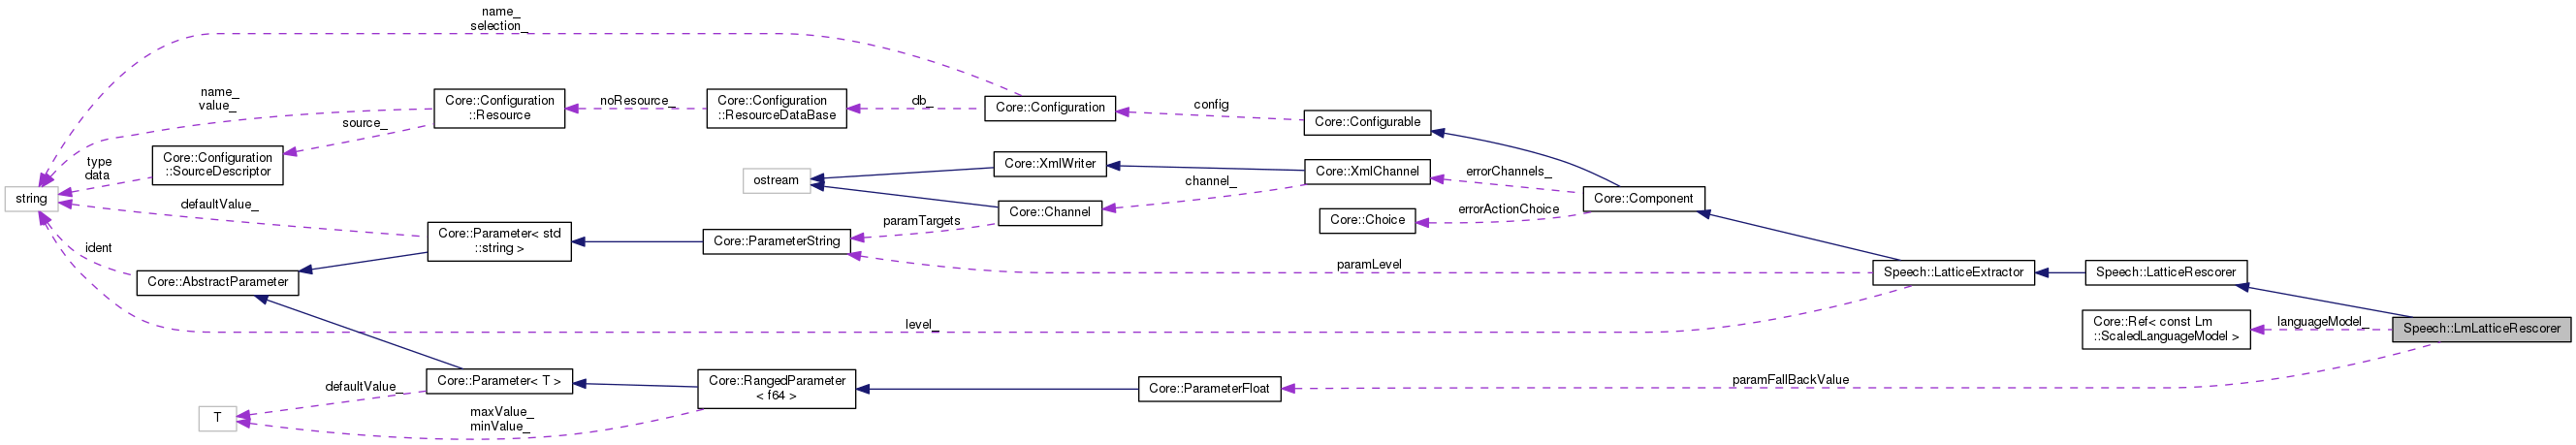 name_
selection_
name_
value_
Core::Configuration
::Resource
noResource_
Core::Configuration
::ResourceDataBase
db_
Core::Configuration
config
Core::Configurable
source_
type
data
Core::Configuration
::SourceDescriptor
string
ostream
Core::XmlWriter
Core::XmlChannel
errorChannels_
channel_
Core::Component
errorActionChoice
Core::Choice
Core::Channel
paramTargets
defaultValue_
Core::Parameter< std
::string >
Core::ParameterString
ident
Core::AbstractParameter
paramLevel
Speech::LatticeExtractor
Speech::LatticeRescorer
level_
Core::Ref< const Lm
::ScaledLanguageModel >
languageModel_
Speech::LmLatticeRescorer
paramFallBackValue
defaultValue_
Core::Parameter< T >
Core::RangedParameter
< f64 >
Core::ParameterFloat
T
maxValue_
minValue_